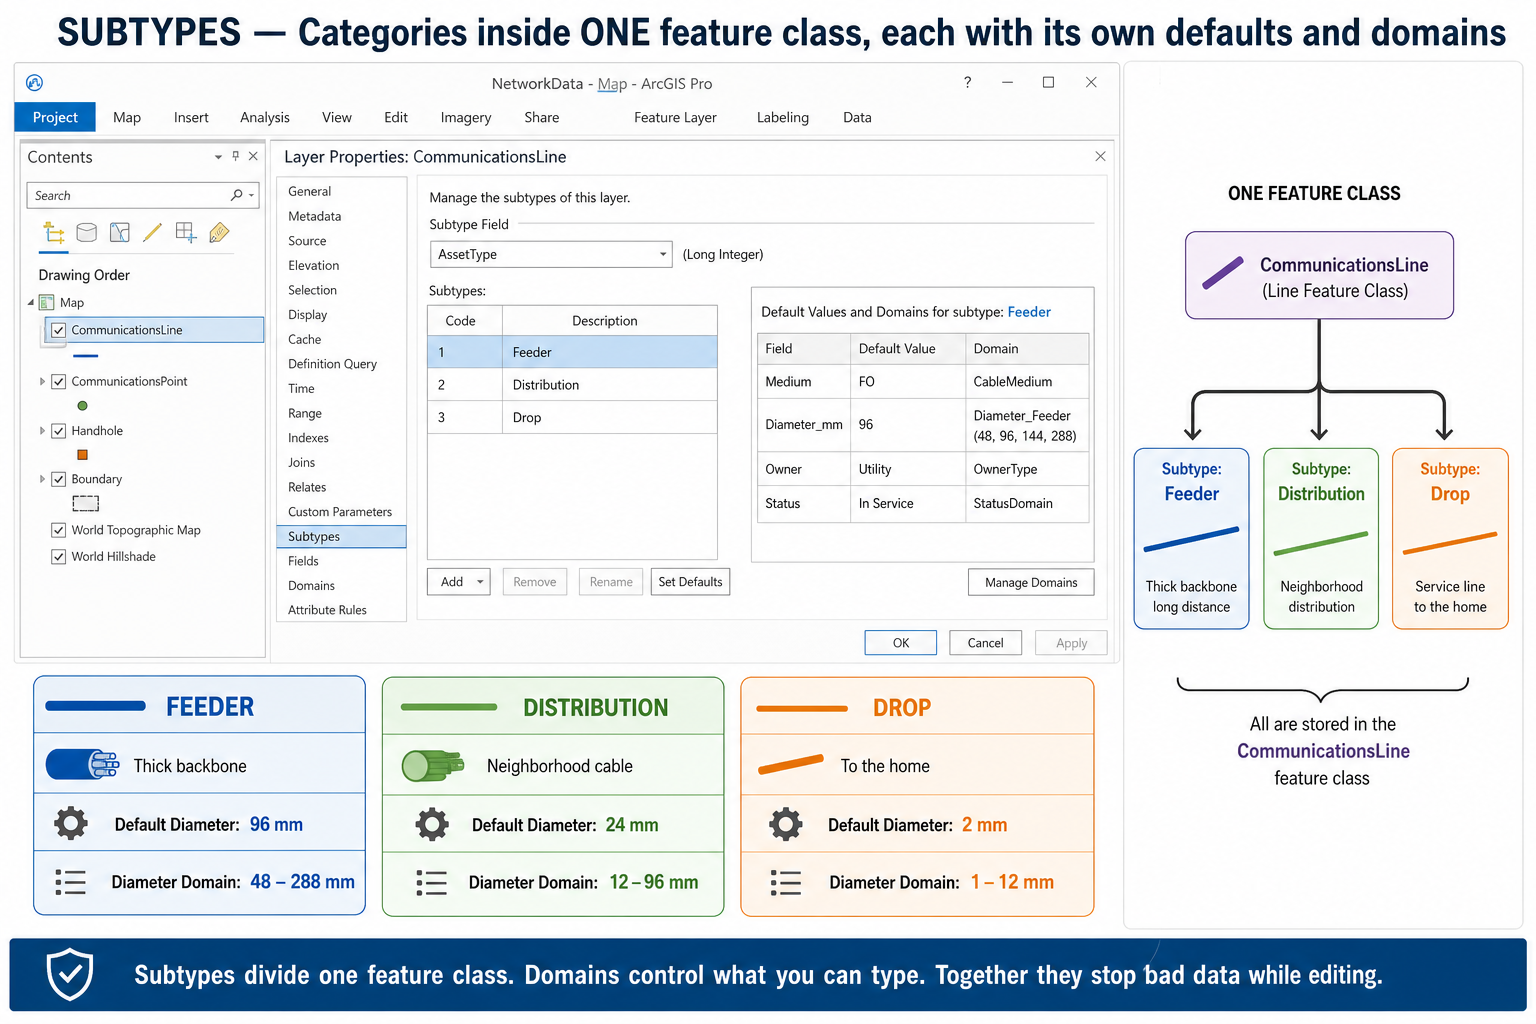 SUBTYPES — Categories inside ONE feature class, each with its own defaults and domains
NetworkData - Map - ArcGIS Pro
?
Project Map Insert Analysis View Edit Imagery Share Feature Layer Labeling Data
Contents
Search
Drawing Order
Map
CommunicationsLine
CommunicationsPoint
Handhole
Boundary
World Topographic Map
World Hillshade
Layer Properties: CommunicationsLine
General
Metadata
Source
Elevation
Selection
Display
Cache
Definition Query
Time
Range
Indexes
Joins
Relates
Custom Parameters
Subtypes
Fields
Domains
Attribute Rules
Manage the subtypes of this layer.
Subtype Field
AssetType (Long Integer)
Subtypes:
Code Description
1 Feeder
2 Distribution
3 Drop
Add Remove Rename Set Defaults
Default Values and Domains for subtype: Feeder
Field Default Value Domain
Medium FO CableMedium
Diameter_mm 96 Diameter_Feeder
(48, 96, 144, 288)
Owner Utility OwnerType
Status In Service StatusDomain
Manage Domains
OK Cancel Apply
ONE FEATURE CLASS
CommunicationsLine
(Line Feature Class)
Subtype:
Feeder
Thick backbone
long distance
Subtype:
Distribution
Neighborhood
distribution
Subtype:
Drop
Service line
to the home
All are stored in the
CommunicationsLine
feature class
FEEDER
Thick backbone
Default Diameter: 96 mm
Diameter Domain: 48 – 288 mm
DISTRIBUTION
Neighborhood cable
Default Diameter: 24 mm
Diameter Domain: 12 – 96 mm
DROP
To the home
Default Diameter: 2 mm
Diameter Domain: 1 – 12 mm
Subtypes divide one feature class. Domains control what you can type. Together they stop bad data while editing.